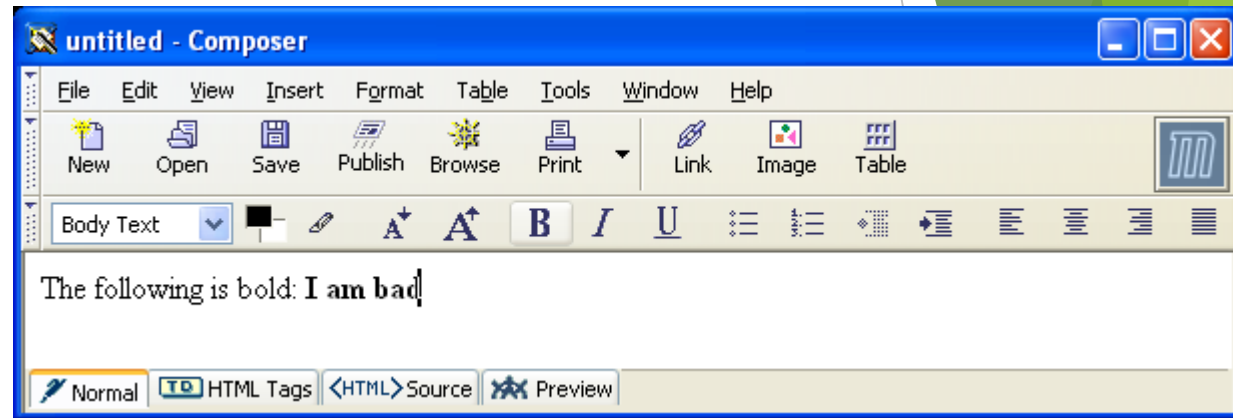 untitled - Composer
File Edit View Insert Format Table Tools Window Help
New Open Save Publish Browse Print Link Image Table
Body Text A A B I U
The following is bold: I am bad
Normal TD HTML Tags <HTML> Source Preview